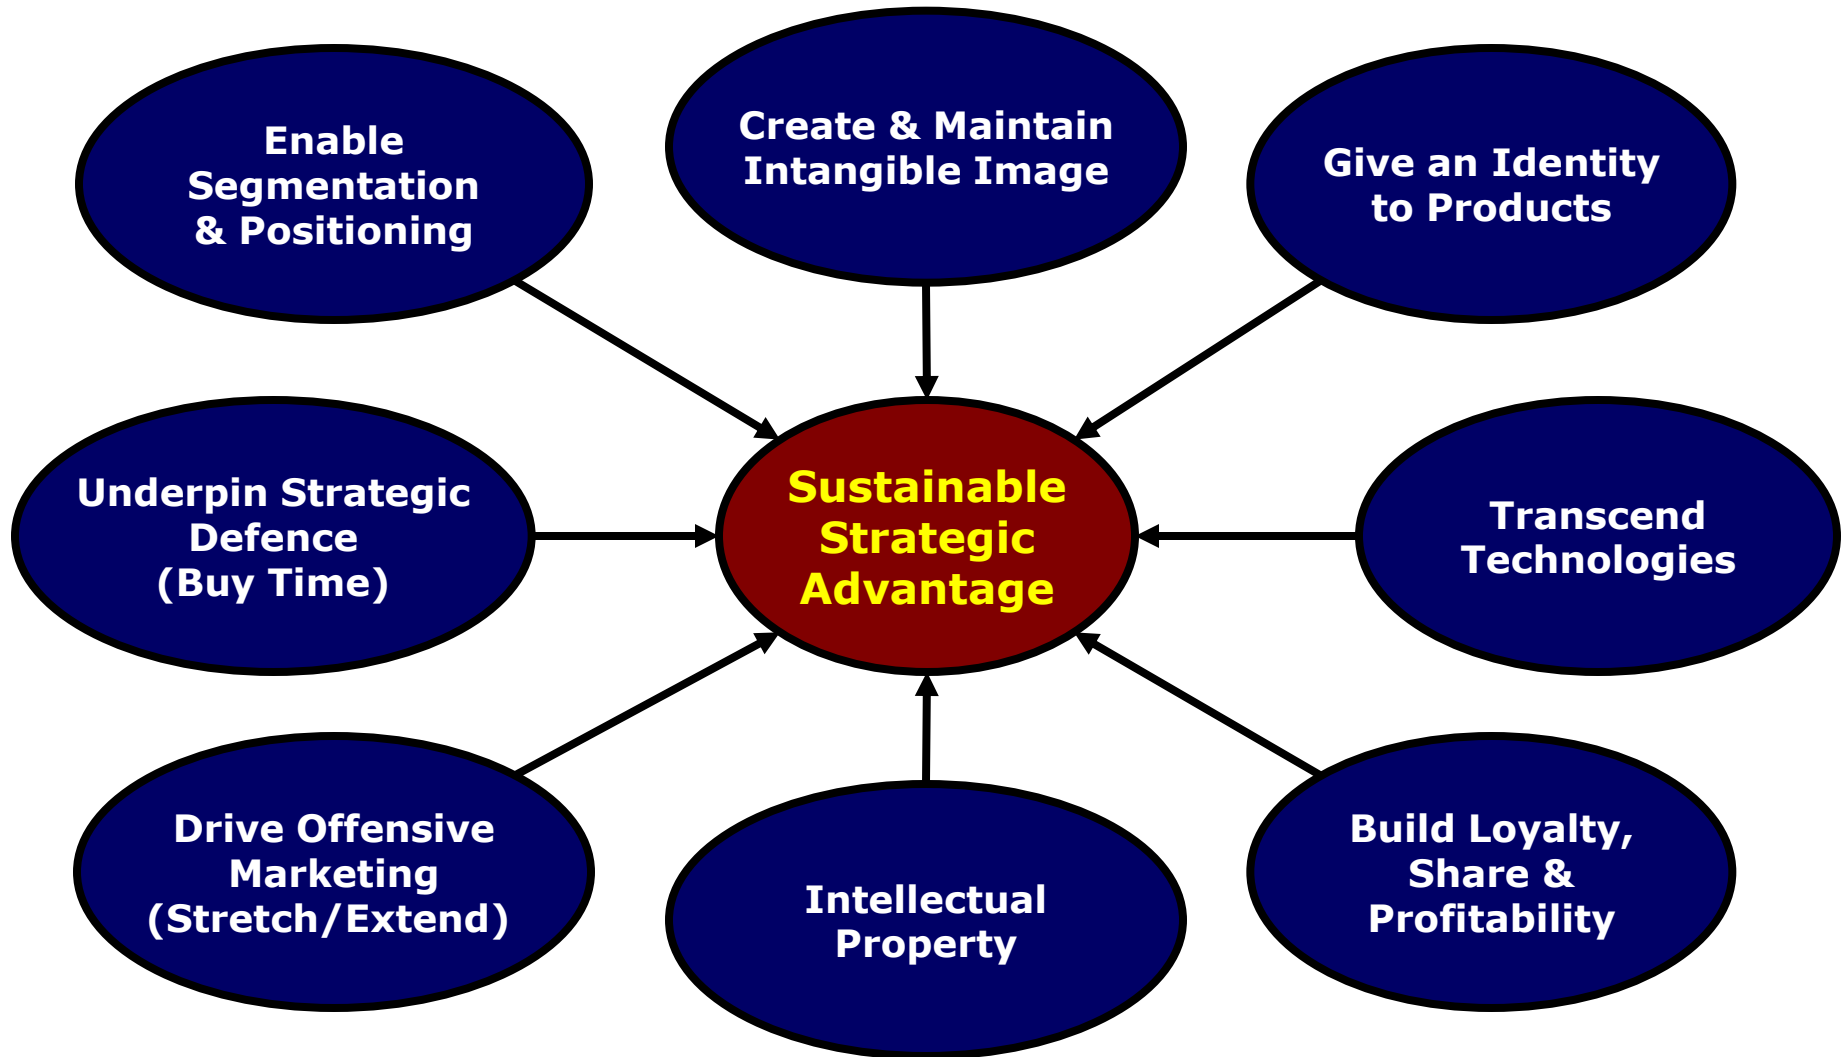 Enable
Segmentation
& Positioning
Create & Maintain
Intangible Image
Give an Identity
to Products
Underpin Strategic
Defence
(Buy Time)
Sustainable
Strategic
Advantage
Transcend
Technologies
Drive Offensive
Marketing
(Stretch/Extend)
Intellectual
Property
Build Loyalty,
Share &
Profitability